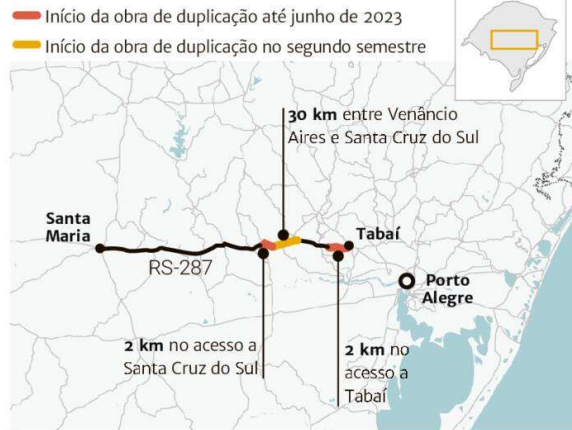 Início da obra de duplicação até junho de 2023
Início da obra de duplicação no segundo semestre
30 km entre Venâncio
Aires e Santa Cruz do Sul
Santa
Maria
Tabaí
RS-287
Porto
Alegre
2 km no acesso a
Santa Cruz do Sul
2 km no
acesso a
Tabaí